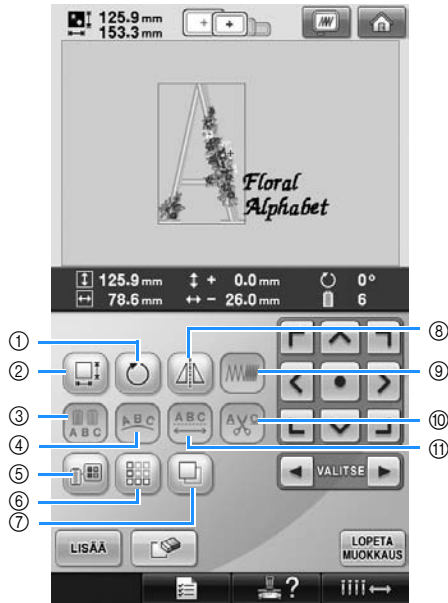 125.9 mm
153.3 mm
Floral
Alphabet
125.9 mm + 0.0 mm 0°
78.6 mm − 26.0 mm 6
①
②
③
④
⑤
⑥
⑦
⑧
⑨
⑩
⑪
A B C
A B C
ABC
A C
VALITSE
LISÄÄ
LOPETA
MUOKKAUS
?